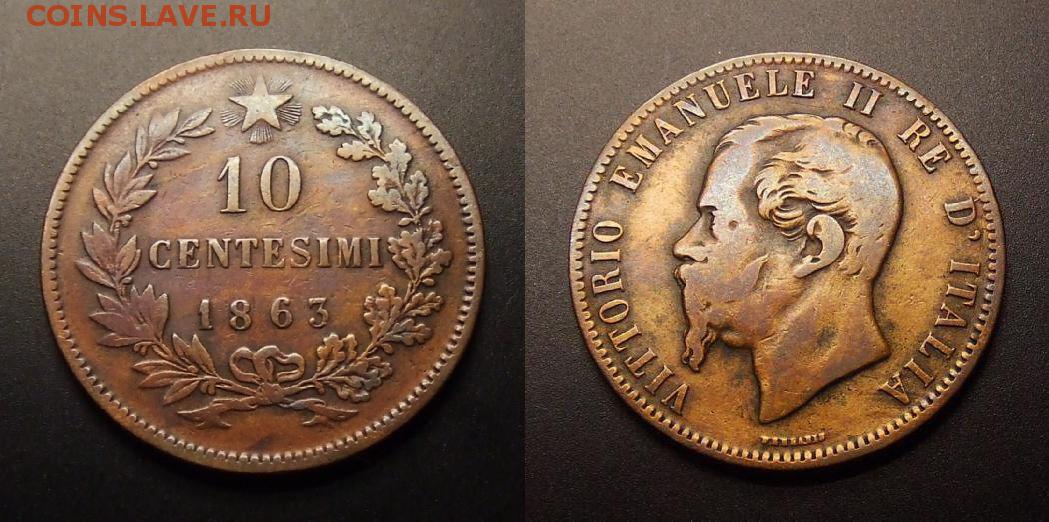 COINS.LAVE.RU
10
CENTESIMI
1863
VITTORIO EMANUELE II RE D'ITALIA